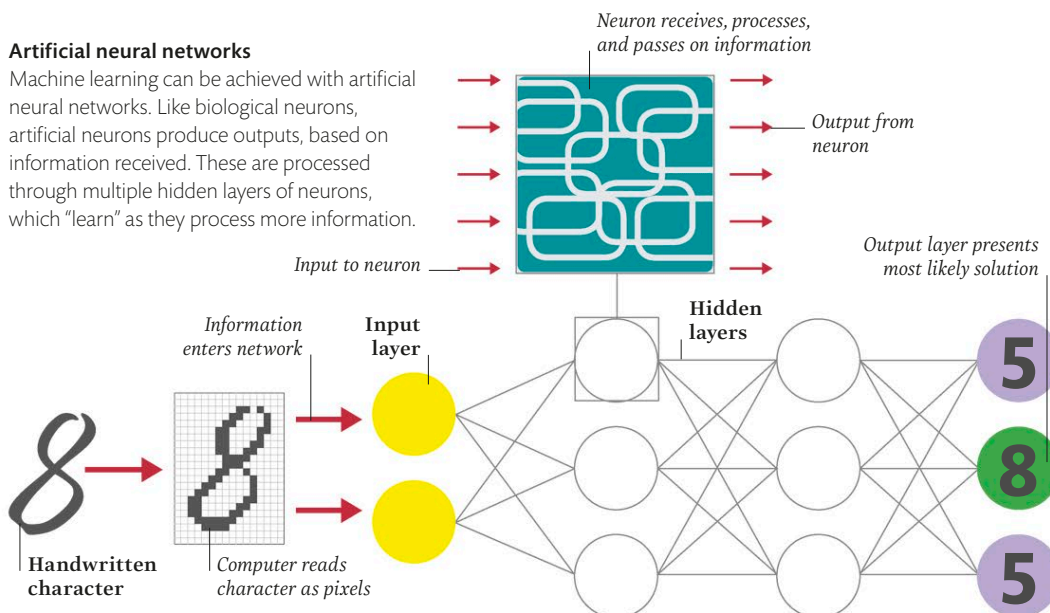 Artificial neural networks
Machine learning can be achieved with artificial
neural networks. Like biological neurons,
artificial neurons produce outputs, based on
information received. These are processed
through multiple hidden layers of neurons,
which “learn” as they process more information.
Neuron receives, processes,
and passes on information
Output from
neuron
Input to neuron
Output layer presents
most likely solution
Information
enters network
Input
layer
Hidden
layers
5
8
5
8
8
Handwritten
character
Computer reads
character as pixels